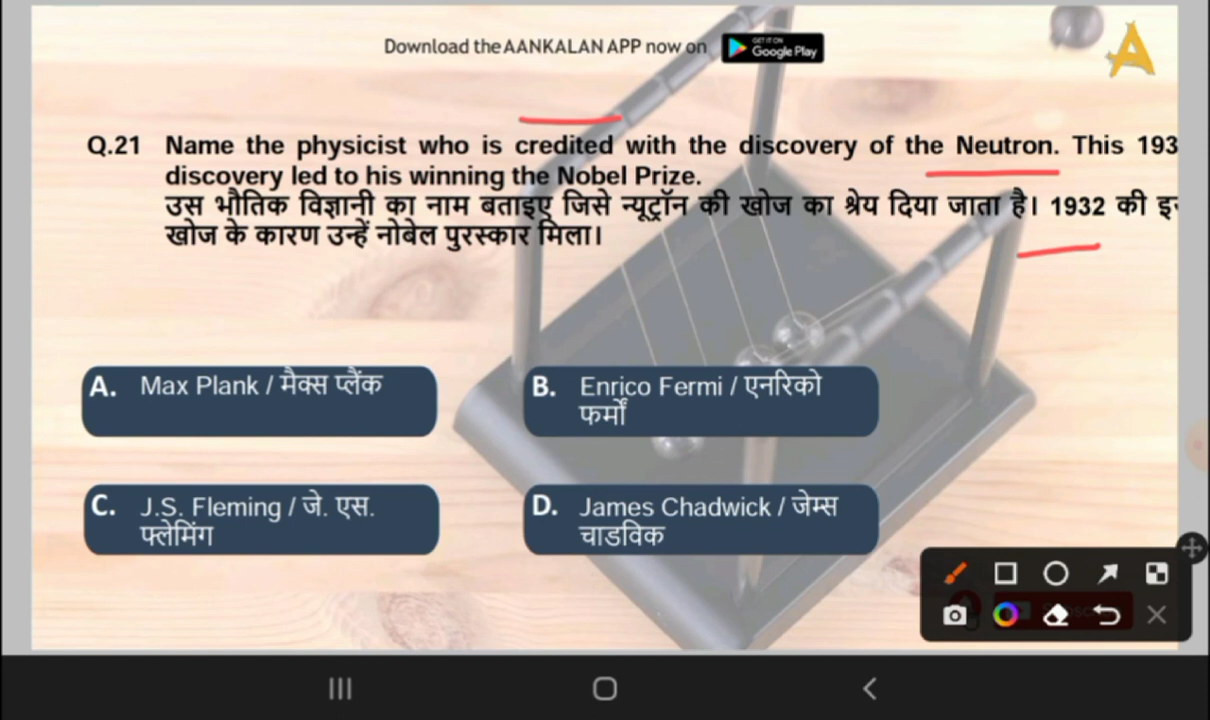 Download the AANKALAN APP now on
GET IT ON
Google Play
Q.21 Name the physicist who is credited with the discovery of the Neutron. This 193
discovery led to his winning the Nobel Prize.
उस भौतिक विज्ञानी का नाम बताइए जिसे न्यूट्रॉन की खोज का श्रेय दिया जाता है। 1932 की इ
खोज के कारण उन्हें नोबेल पुरस्कार मिला।
A. Max Plank / मैक्स प्लैंक
B. Enrico Fermi / एनरिको
फर्मों
C. J.S. Fleming / जे. एस.
फ्लेमिंग
D. James Chadwick / जेम्स
चाडविक